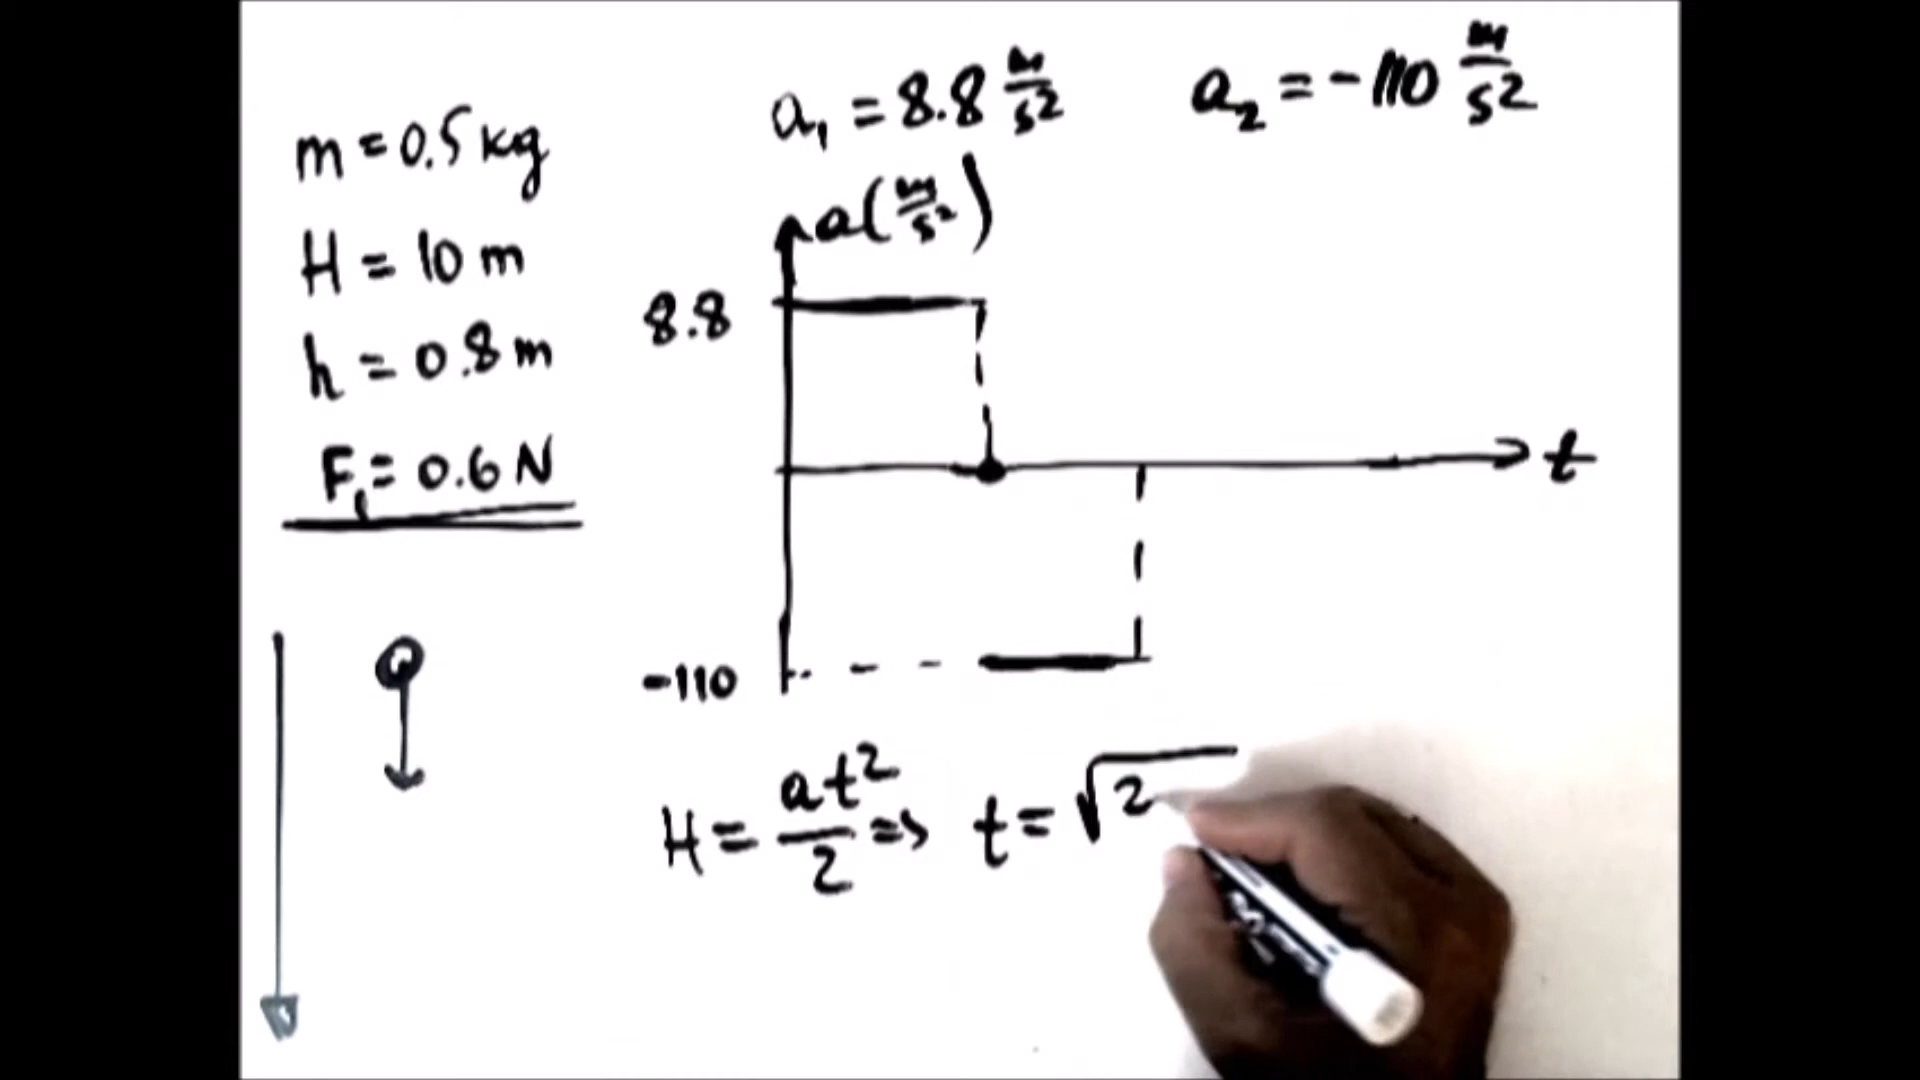 m = 0.5 kg
H = 10 m
h = 0.8 m
F₁ = 0.6 N
a₁ = 8.8 m/s²
a₂ = -110 m/s²
a(m/s²)
8.8
t
-110
H = at²/2 => t = √2